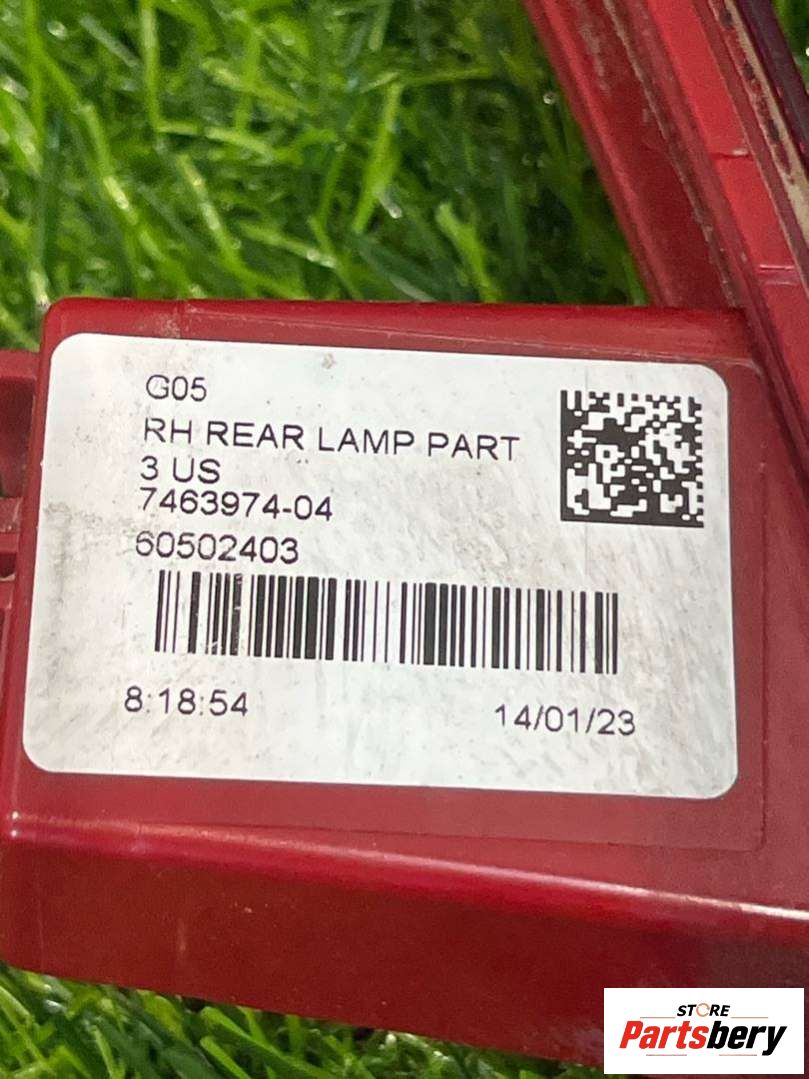 G05
RH REAR LAMP PART
3 US
7463974-04
60502403
8:18:54
14/01/23
STORE
Partsbery